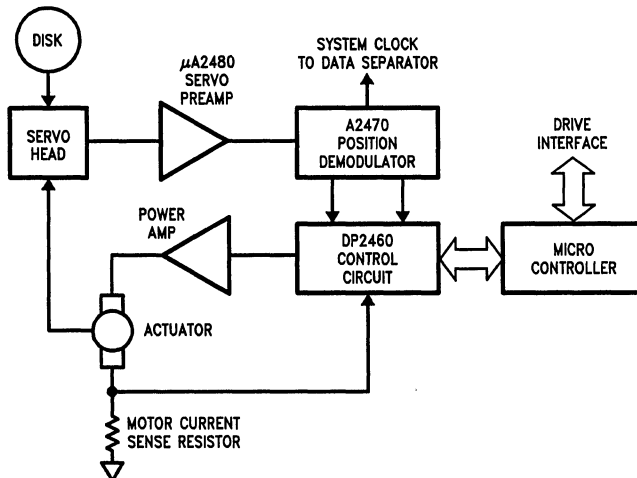 DISK
μA2480
SERVO
PREAMP
SYSTEM CLOCK
TO DATA SEPARATOR
SERVO
HEAD
A2470
POSITION
DEMODULATOR
DRIVE
INTERFACE
POWER
AMP
DP2460
CONTROL
CIRCUIT
MICRO
CONTROLLER
ACTUATOR
MOTOR CURRENT
SENSE RESISTOR